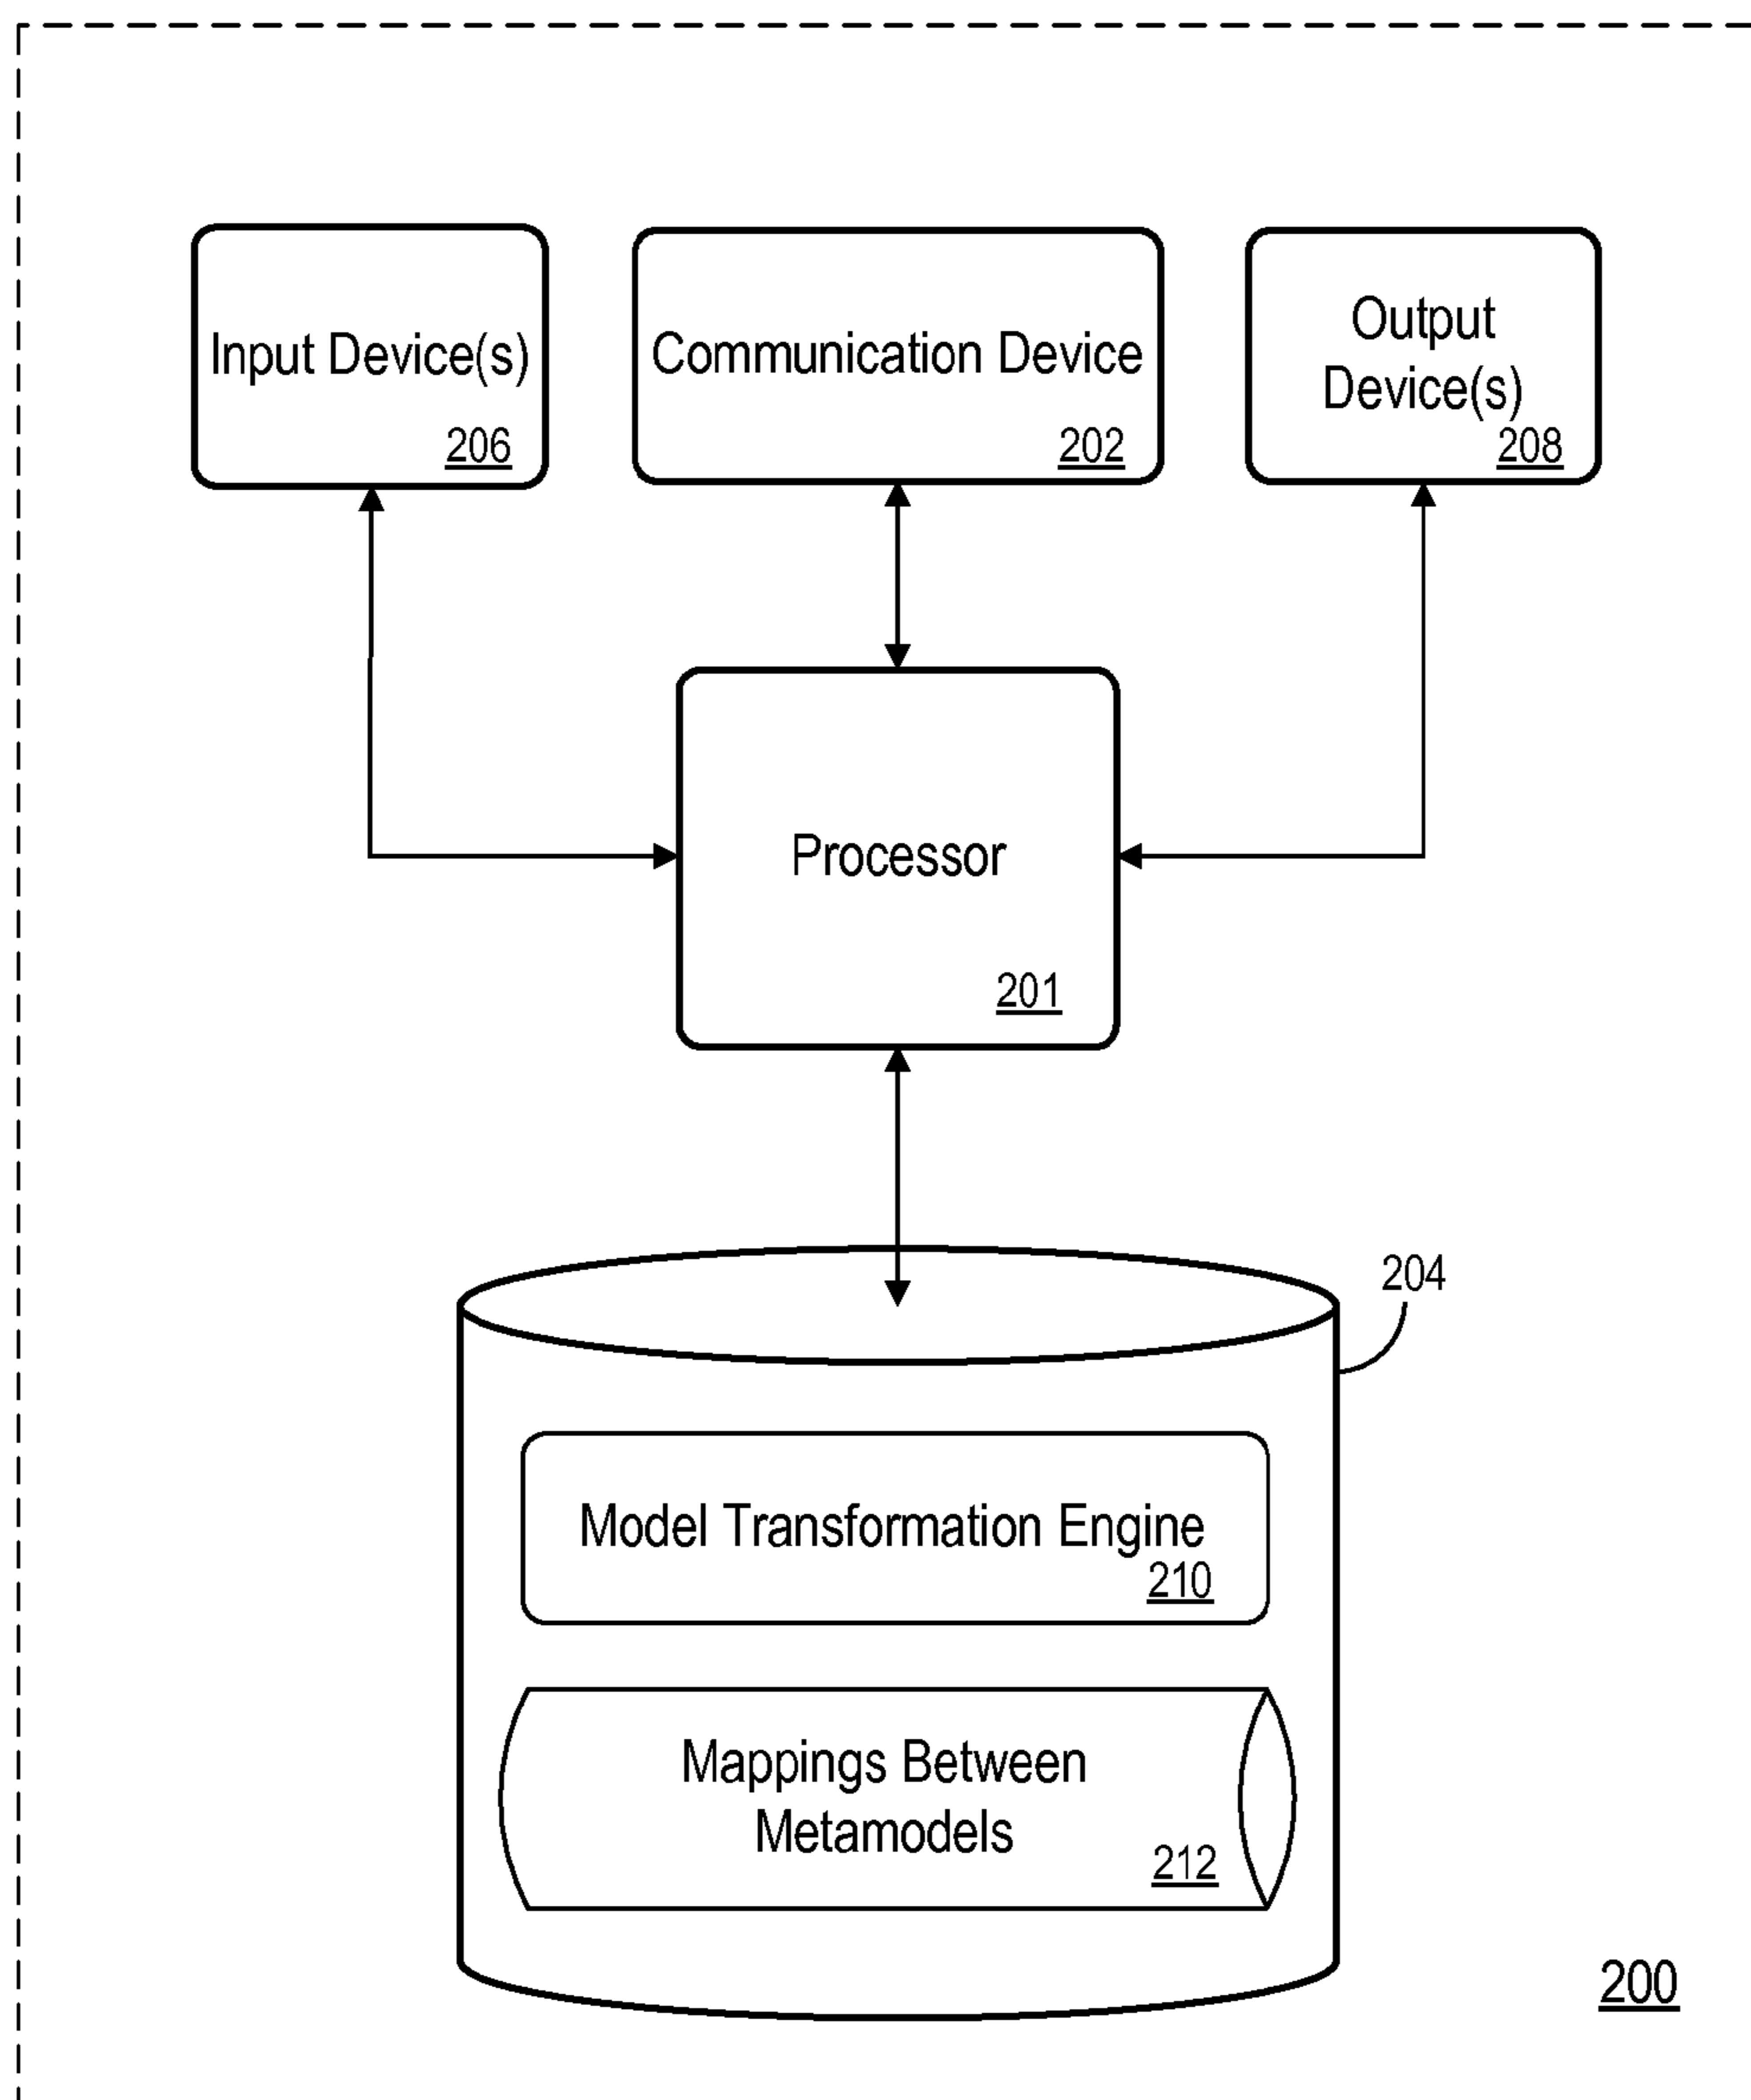 Input Device(s)
206
Communication Device
202
Output
Device(s)
208
Processor
201
204
Model Transformation Engine
210
Mappings Between
Metamodels
212
200